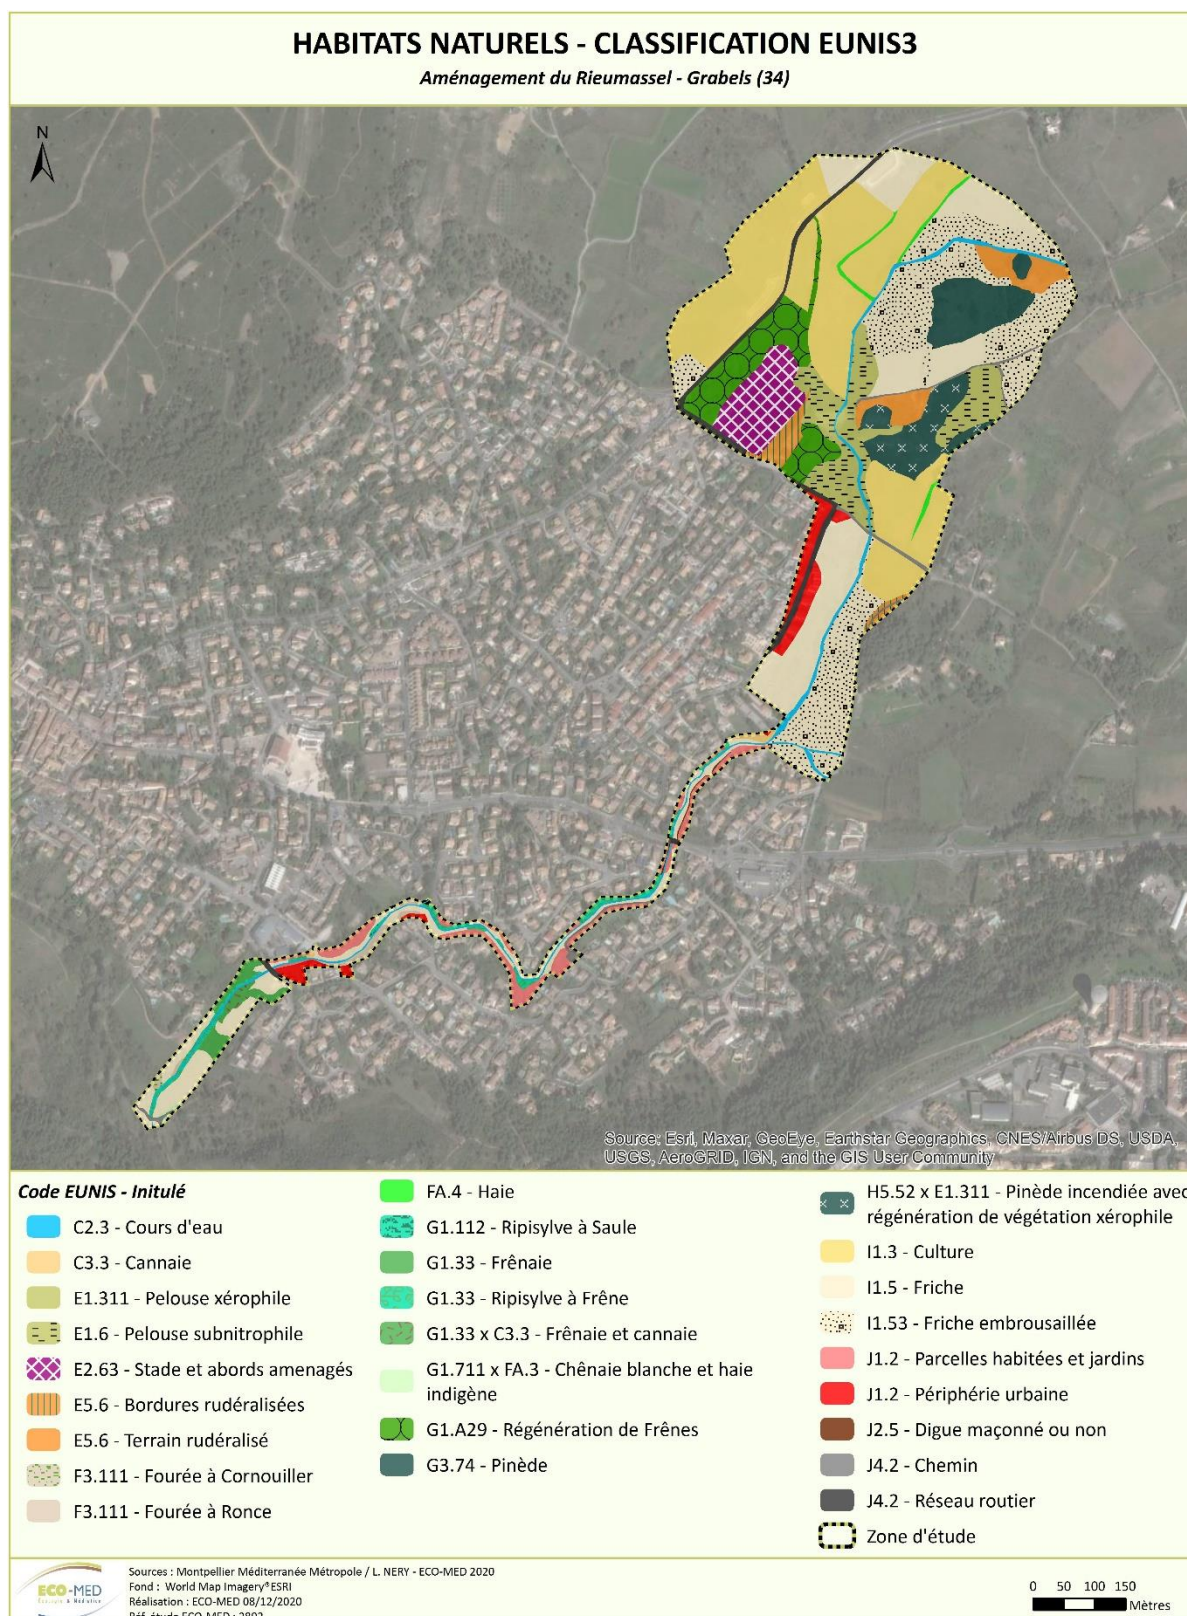 HABITATS NATURELS - CLASSIFICATION EUNIS3
Aménagement du Rieumassel - Grabels (34)
N
Source: Esri, Maxar, GeoEye, Earthstar Geographics, CNES/Airbus DS, USDA,
USGS, AeroGRID, IGN, and the GIS User Community
Code EUNIS - Initulé
C2.3 - Cours d'eau
C3.3 - Cannaie
E1.311 - Pelouse xérophile
E1.6 - Pelouse subnitrophile
E2.63 - Stade et abords amenagés
E5.6 - Bordures rudéralisées
E5.6 - Terrain rudéralisé
F3.111 - Fourée à Cornouiller
F3.111 - Fourée à Ronce
FA.4 - Haie
G1.112 - Ripisylve à Saule
G1.33 - Frênaie
G1.33 - Ripisylve à Frêne
G1.33 x C3.3 - Frênaie et cannaie
G1.711 x FA.3 - Chênaie blanche et haie
indigène
G1.A29 - Régénération de Frênes
G3.74 - Pinède
H5.52 x E1.311 - Pinède incendiée avec
régénération de végétation xérophile
I1.3 - Culture
I1.5 - Friche
I1.53 - Friche embrousaillée
J1.2 - Parcelles habitées et jardins
J1.2 - Périphérie urbaine
J2.5 - Digue maçonné ou non
J4.2 - Chemin
J4.2 - Réseau routier
Zone d'étude
ECO-MED
Ecologie & Médiation
Sources : Montpellier Méditerranée Métropole / L. NERY - ECO-MED 2020
Fond : World Map Imagery®ESRI
Réalisation : ECO-MED 08/12/2020
Réf. étude ECO-MED : 2892
0 50 100 150
Mètres